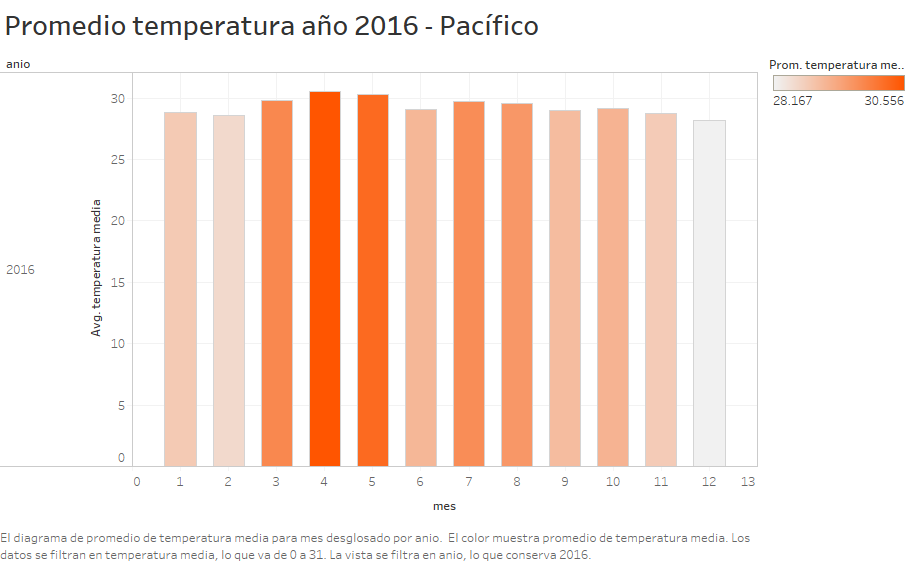 Promedio temperatura año 2016 - Pacífico
anio
Prom. temperatura me..
28.167 30.556
30
25
20
15
10
5
0
Avg. temperatura media
2016
0 1 2 3 4 5 6 7 8 9 10 11 12 13
mes
El diagrama de promedio de temperatura media para mes desglosado por anio. El color muestra promedio de temperatura media. Los
datos se filtran en temperatura media, lo que va de 0 a 31. La vista se filtra en anio, lo que conserva 2016.